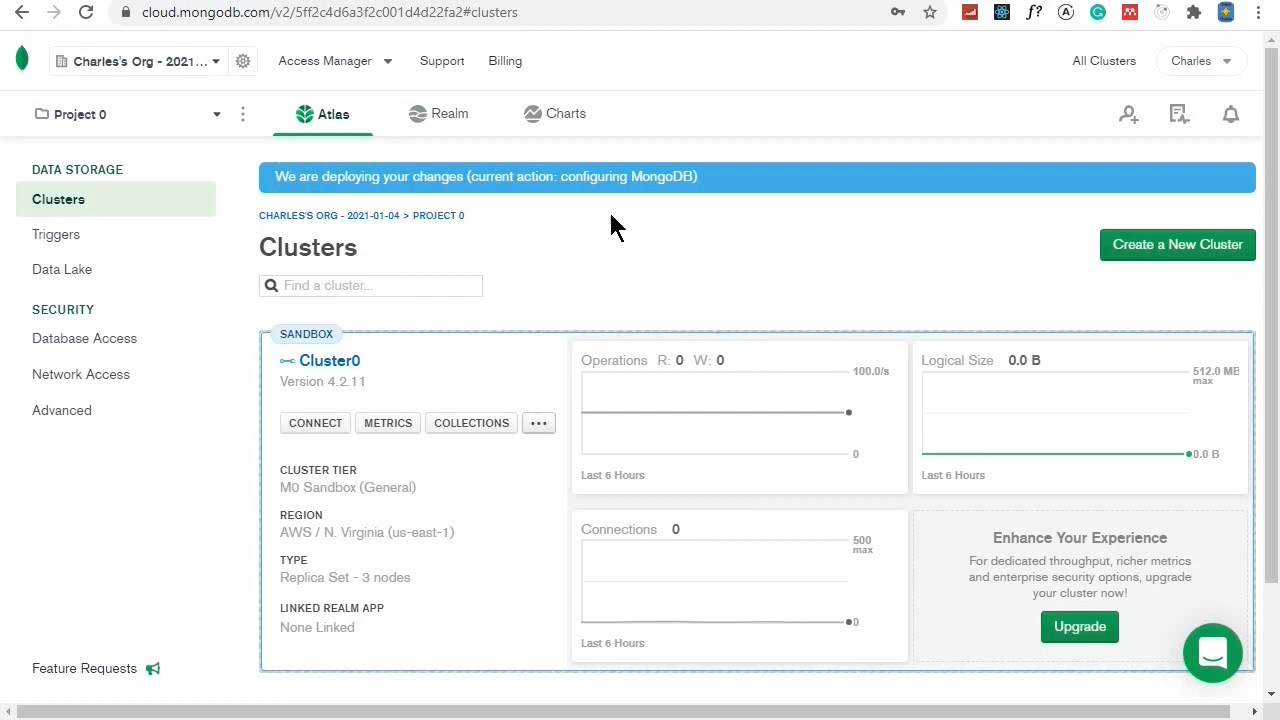 cloud.mongodb.com/v2/5ff2c4d6a3f2c001d4d22fa2#clusters
Charles's Org - 2021...
Access Manager
Support
Billing
All Clusters
Charles
Project 0
Atlas
Realm
Charts
DATA STORAGE
Clusters
Triggers
Data Lake
SECURITY
Database Access
Network Access
Advanced
Feature Requests
We are deploying your changes (current action: configuring MongoDB)
CHARLES'S ORG - 2021-01-04 > PROJECT 0
Clusters
Create a New Cluster
Find a cluster...
SANDBOX
Cluster0
Version 4.2.11
CONNECT
METRICS
COLLECTIONS
...
CLUSTER TIER
M0 Sandbox (General)
REGION
AWS / N. Virginia (us-east-1)
TYPE
Replica Set - 3 nodes
LINKED REALM APP
None Linked
Operations R: 0 W: 0
100.0/s
0
Last 6 Hours
Logical Size 0.0 B
512.0 MB
max
0.0 B
Last 6 Hours
Connections 0
500
max
0
Last 6 Hours
Enhance Your Experience
For dedicated throughput, richer metrics
and enterprise security options, upgrade
your cluster now!
Upgrade